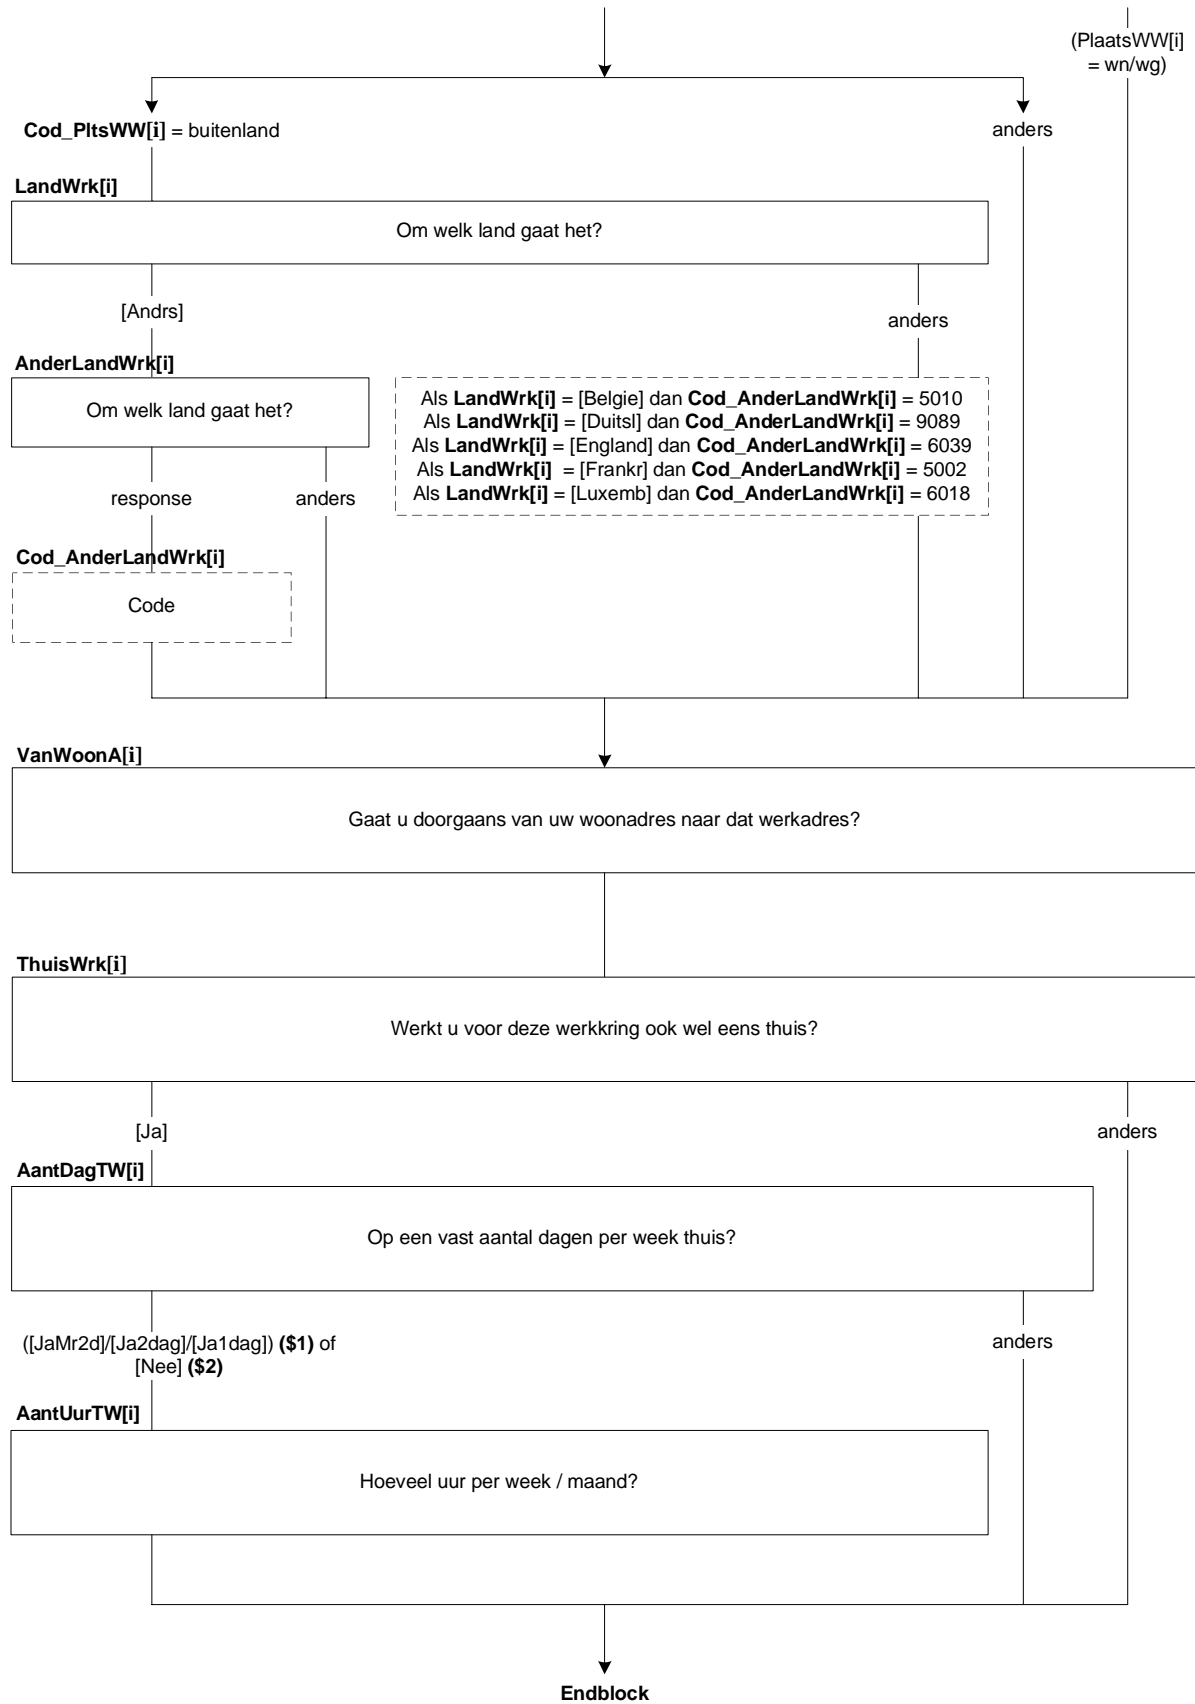 (PlaatsWW[i]
= wn/wg)
Cod_PltsWW[i] = buitenland
anders
LandWrk[i]
Om welk land gaat het?
[Andrs]
anders
AnderLandWrk[i]
Om welk land gaat het?
Als LandWrk[i] = [Belgie] dan Cod_AnderLandWrk[i] = 5010
Als LandWrk[i] = [Duitsl] dan Cod_AnderLandWrk[i] = 9089
Als LandWrk[i] = [England] dan Cod_AnderLandWrk[i] = 6039
Als LandWrk[i] = [Frankr] dan Cod_AnderLandWrk[i] = 5002
Als LandWrk[i] = [Luxemb] dan Cod_AnderLandWrk[i] = 6018
response
anders
Cod_AnderLandWrk[i]
Code
VanWoonA[i]
Gaat u doorgaans van uw woonadres naar dat werkadres?
ThuisWrk[i]
Werkt u voor deze werkkring ook wel eens thuis?
[Ja]
anders
AantDagTW[i]
Op een vast aantal dagen per week thuis?
([JaMr2d]/[Ja2dag]/[Ja1dag]) ($1) of
[Nee] ($2)
anders
AantUurTW[i]
Hoeveel uur per week / maand?
Endblock